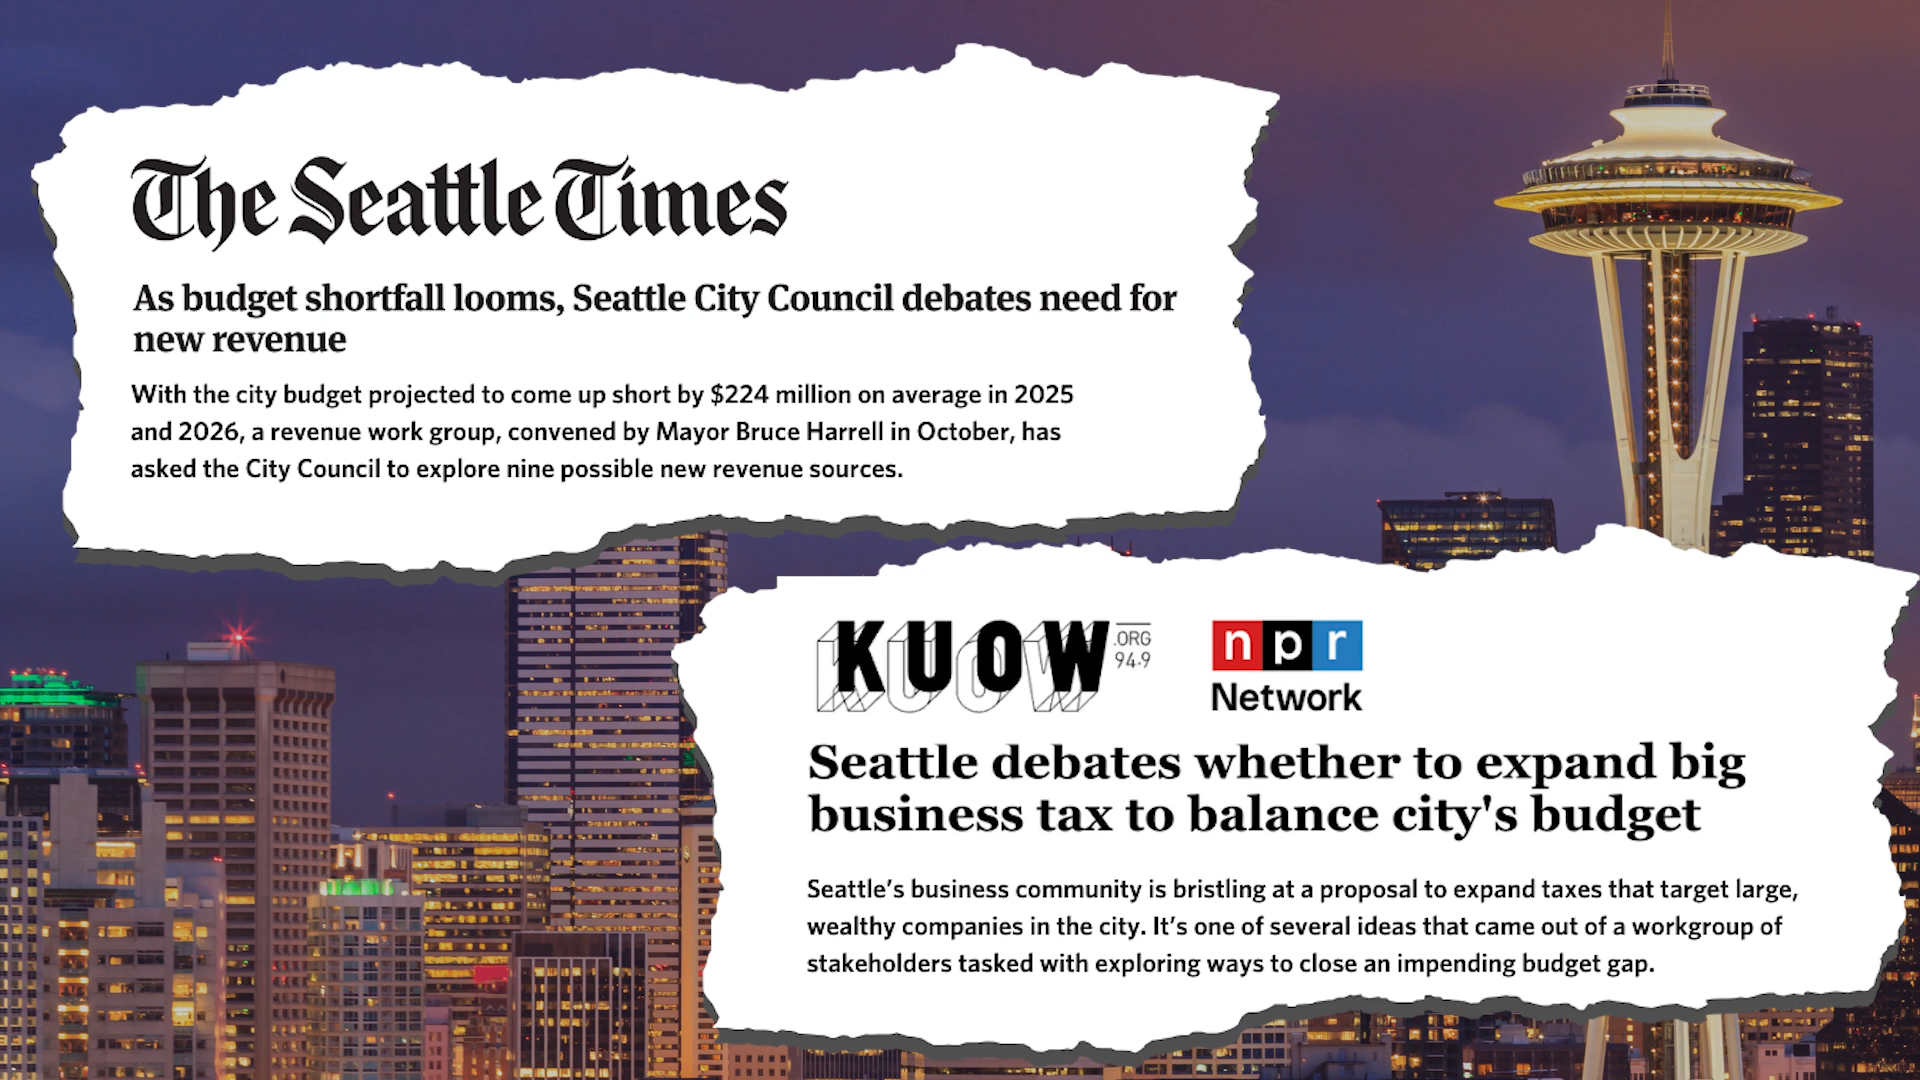 The Seattle Times
As budget shortfall looms, Seattle City Council debates need for
new revenue
With the city budget projected to come up short by $224 million on average in 2025
and 2026, a revenue work group, convened by Mayor Bruce Harrell in October, has
asked the City Council to explore nine possible new revenue sources.
KUOW .ORG
94.9
npr
Network
Seattle debates whether to expand big
business tax to balance city's budget
Seattle’s business community is bristling at a proposal to expand taxes that target large,
wealthy companies in the city. It’s one of several ideas that came out of a workgroup of
stakeholders tasked with exploring ways to close an impending budget gap.